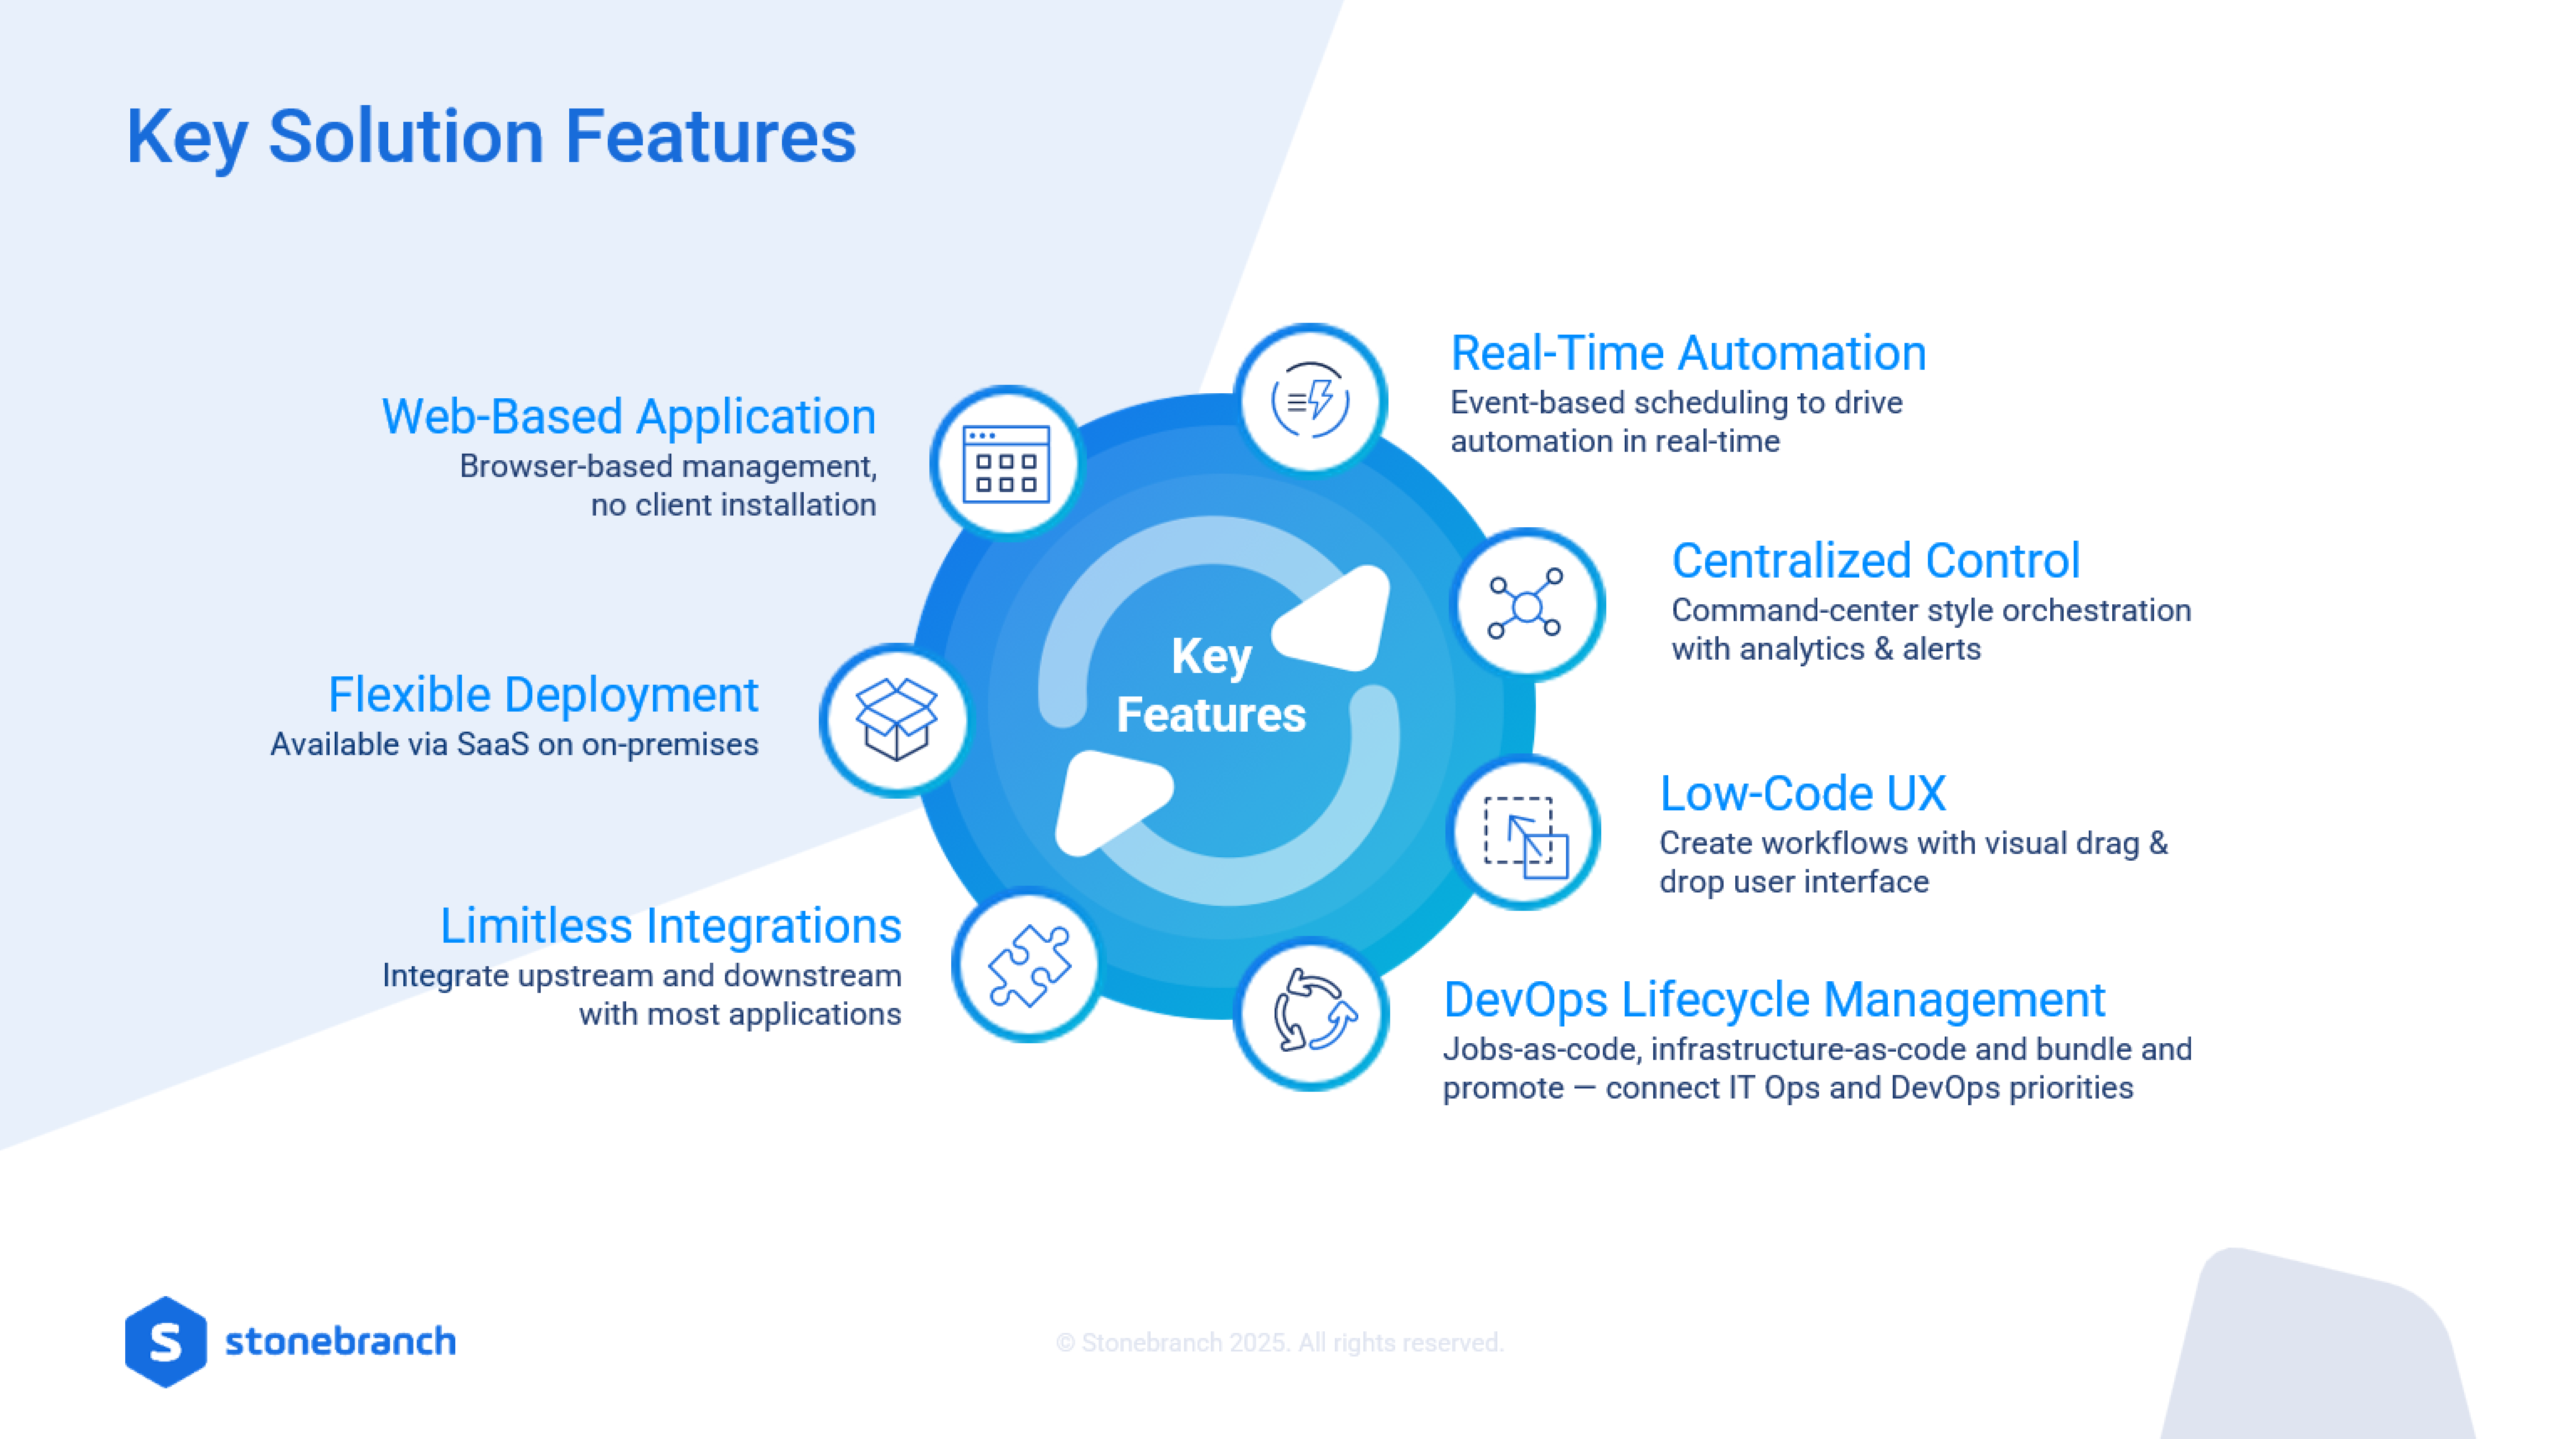 Key Solution Features
Web-Based Application
Browser-based management,
no client installation
Flexible Deployment
Available via SaaS on on-premises
Limitless Integrations
Integrate upstream and downstream
with most applications
Key
Features
Real-Time Automation
Event-based scheduling to drive
automation in real-time
Centralized Control
Command-center style orchestration
with analytics & alerts
Low-Code UX
Create workflows with visual drag &
drop user interface
DevOps Lifecycle Management
Jobs-as-code, infrastructure-as-code and bundle and
promote — connect IT Ops and DevOps priorities
S stonebranch
© Stonebranch 2025. All rights reserved.